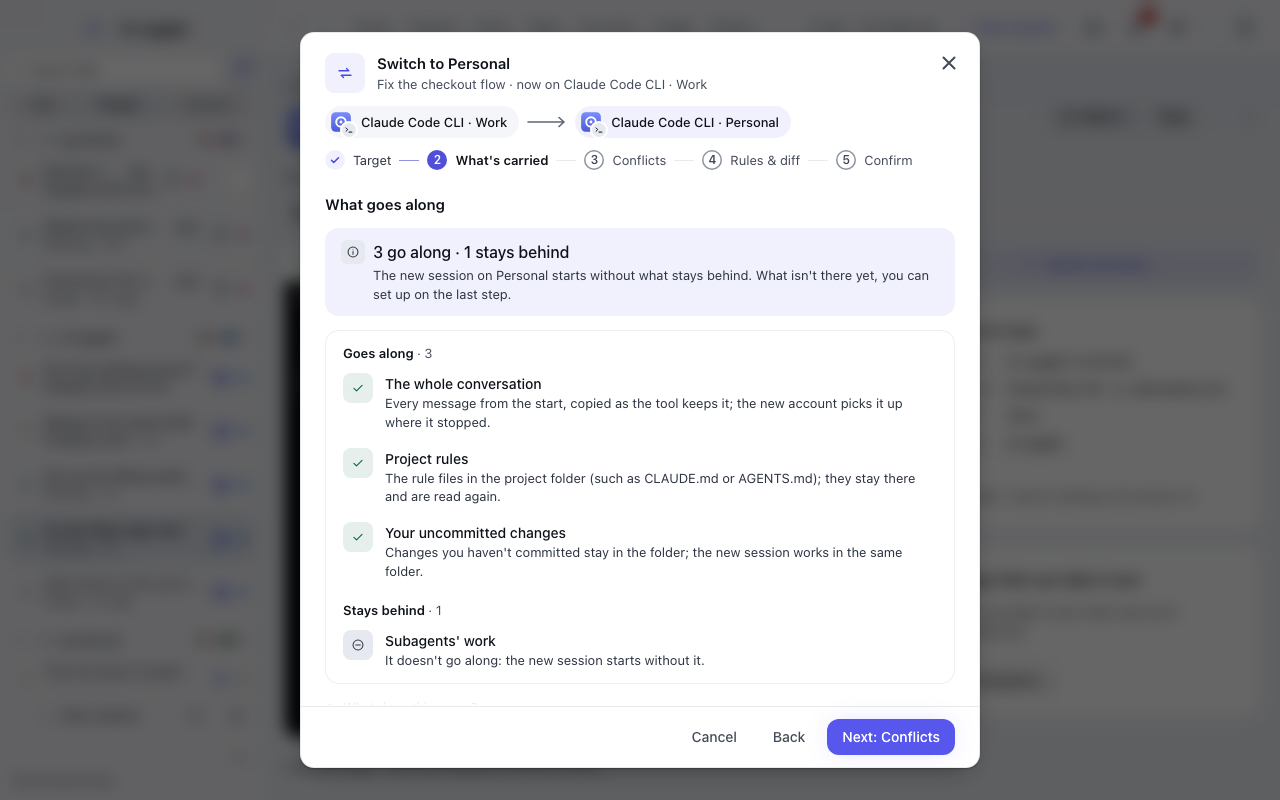 Switch to Personal
Fix the checkout flow · now on Claude Code CLI · Work
Claude Code CLI · Work
Claude Code CLI · Personal
Target
2 What's carried
3 Conflicts
4 Rules & diff
5 Confirm
What goes along
3 go along · 1 stays behind
The new session on Personal starts without what stays behind. What isn't there yet, you can
set up on the last step.
Goes along · 3
The whole conversation
Every message from the start, copied as the tool keeps it; the new account picks it up
where it stopped.
Project rules
The rule files in the project folder (such as CLAUDE.md or AGENTS.md); they stay there
and are read again.
Your uncommitted changes
Changes you haven't committed stay in the folder; the new session works in the same
folder.
Stays behind · 1
Subagents' work
It doesn't go along: the new session starts without it.
Cancel
Back
Next: Conflicts